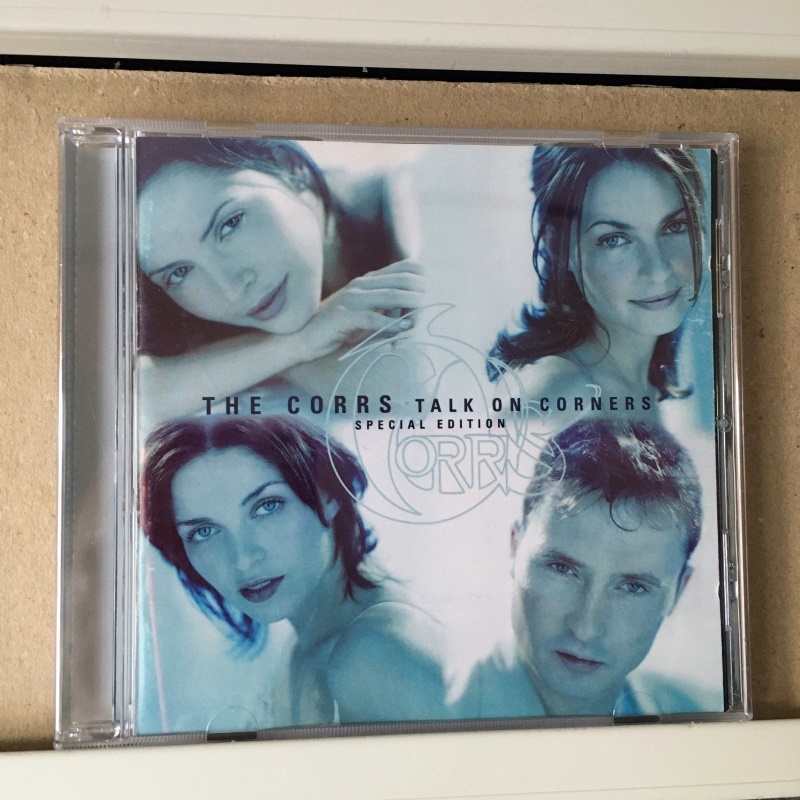 THE CORRS TALK ON CORNERS
SPECIAL EDITION
CORRS